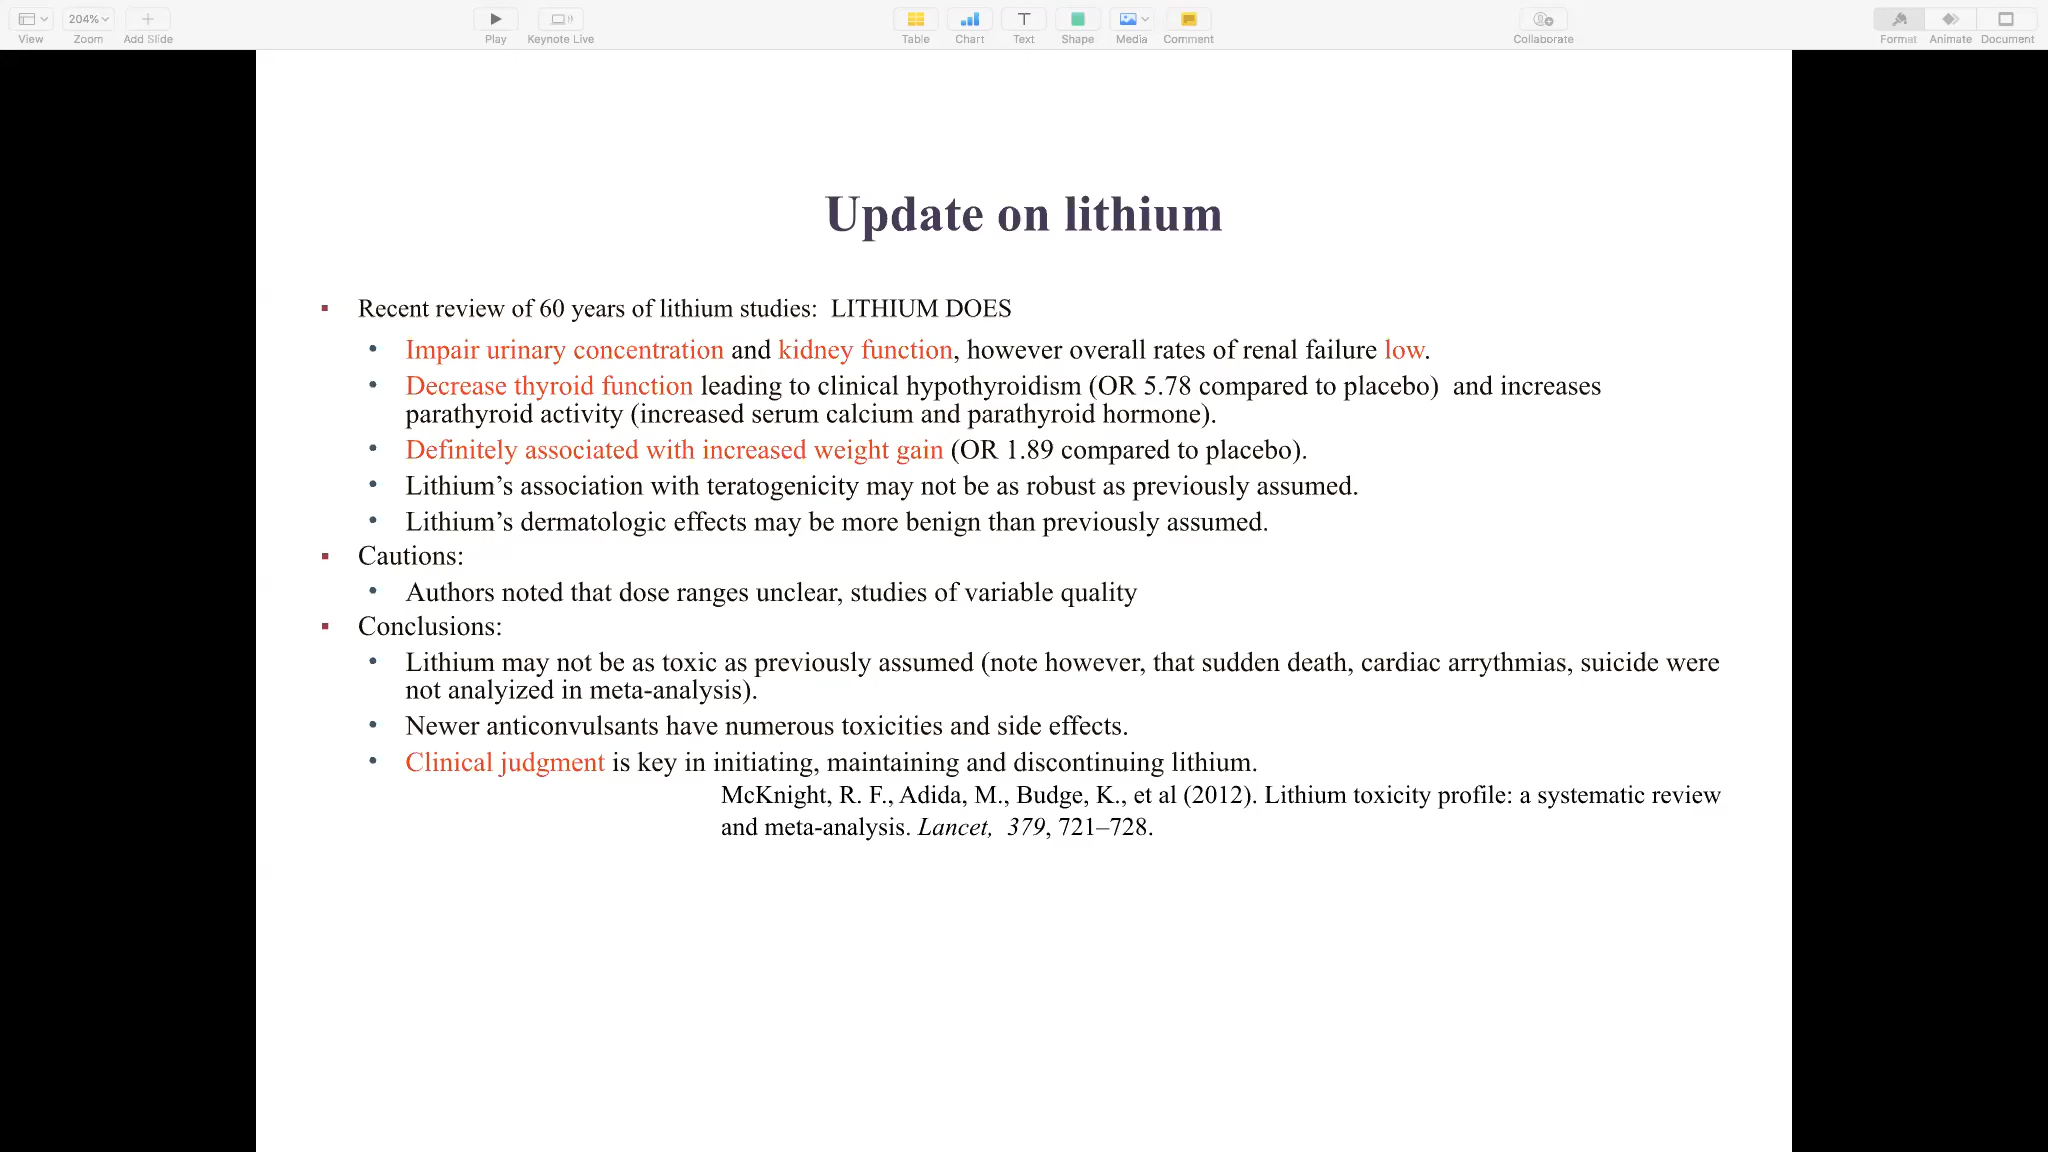 204%
View
Zoom
Add Slide
Play
Keynote Live
Table
Chart
Text
Shape
Media
Comment
Collaborate
Format
Animate
Document
Update on lithium
▪ Recent review of 60 years of lithium studies:  LITHIUM DOES
• Impair urinary concentration and kidney function, however overall rates of renal failure low.
• Decrease thyroid function leading to clinical hypothyroidism (OR 5.78 compared to placebo)  and increases
parathyroid activity (increased serum calcium and parathyroid hormone).
• Definitely associated with increased weight gain (OR 1.89 compared to placebo).
• Lithium’s association with teratogenicity may not be as robust as previously assumed.
• Lithium’s dermatologic effects may be more benign than previously assumed.
▪ Cautions:
• Authors noted that dose ranges unclear, studies of variable quality
▪ Conclusions:
• Lithium may not be as toxic as previously assumed (note however, that sudden death, cardiac arrythmias, suicide were
not analyized in meta-analysis).
• Newer anticonvulsants have numerous toxicities and side effects.
• Clinical judgment is key in initiating, maintaining and discontinuing lithium.
McKnight, R. F., Adida, M., Budge, K., et al (2012). Lithium toxicity profile: a systematic review
and meta-analysis. Lancet,  379, 721–728.